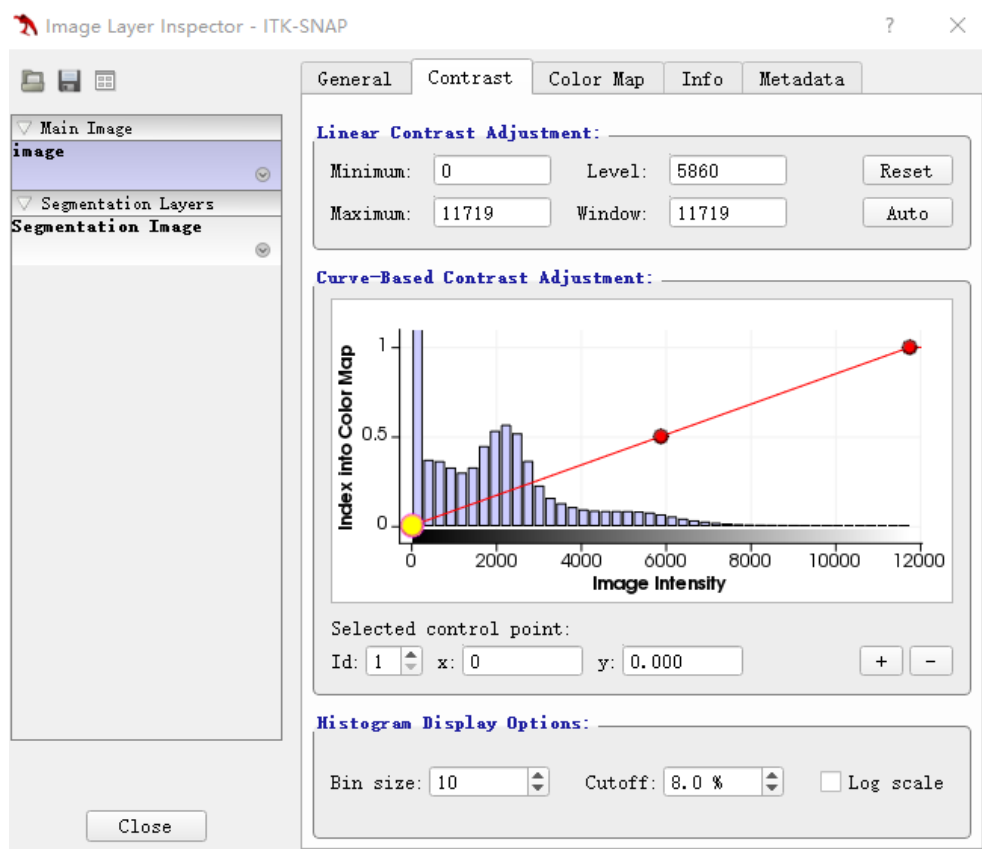 Image Layer Inspector - ITK-SNAP ? ×
General Contrast Color Map Info Metadata
Main Image
image
Segmentation Layers
Segmentation Image
Linear Contrast Adjustment:
Minimum: 0 Level: 5860 Reset
Maximum: 11719 Window: 11719 Auto
Curve-Based Contrast Adjustment:
Index into Color Map
1
0.5
0
0 2000 4000 6000 8000 10000 12000
Image Intensity
Selected control point:
Id: 1 x: 0 y: 0.000 + -
Histogram Display Options:
Bin size: 10 Cutoff: 8.0 % Log scale
Close